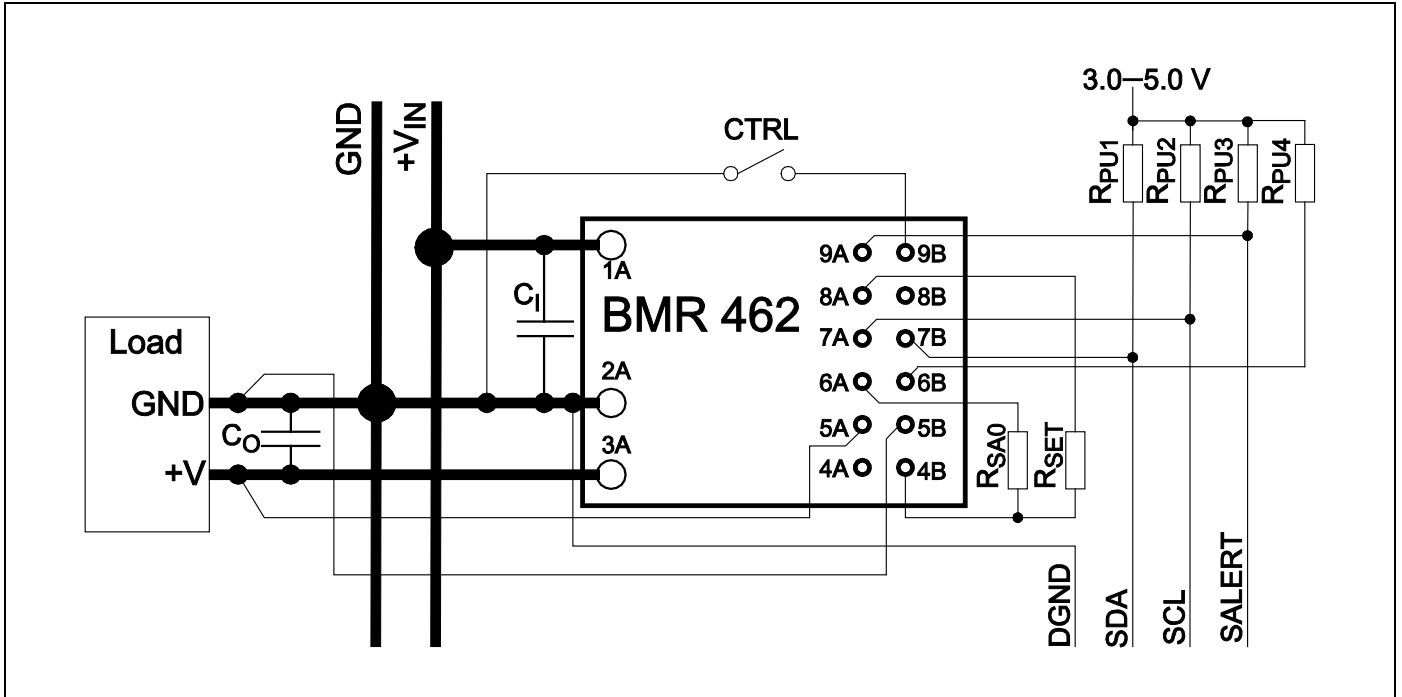 3.0–5.0 V
GND
+VIN
CTRL
RPU1
RPU2
RPU3
RPU4
9A
9B
1A
8A
8B
CI
BMR 462
7A
7B
Load
2A
6A
6B
GND
5A
5B
CO
3A
RSA0
RSET
+V
4A
4B
DGND
SDA
SCL
SALERT